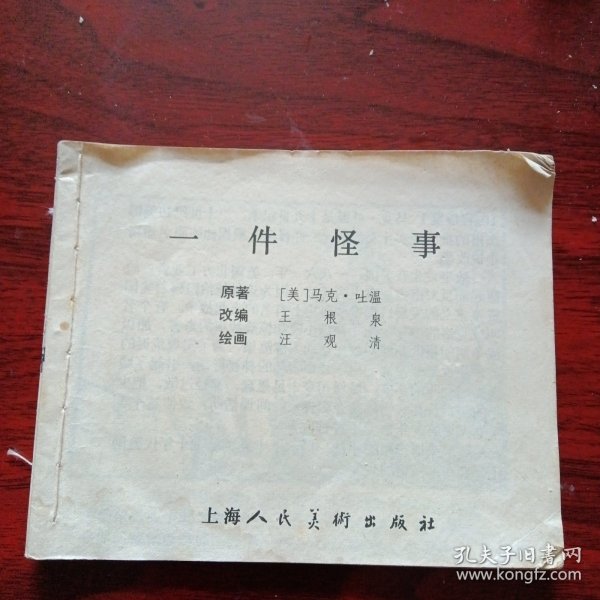 一件怪事
原著 [美]马克·吐温
改编 王根泉
绘画 汪观清
上海人民美術出版社
孔夫子旧书网
www.kongfz.com